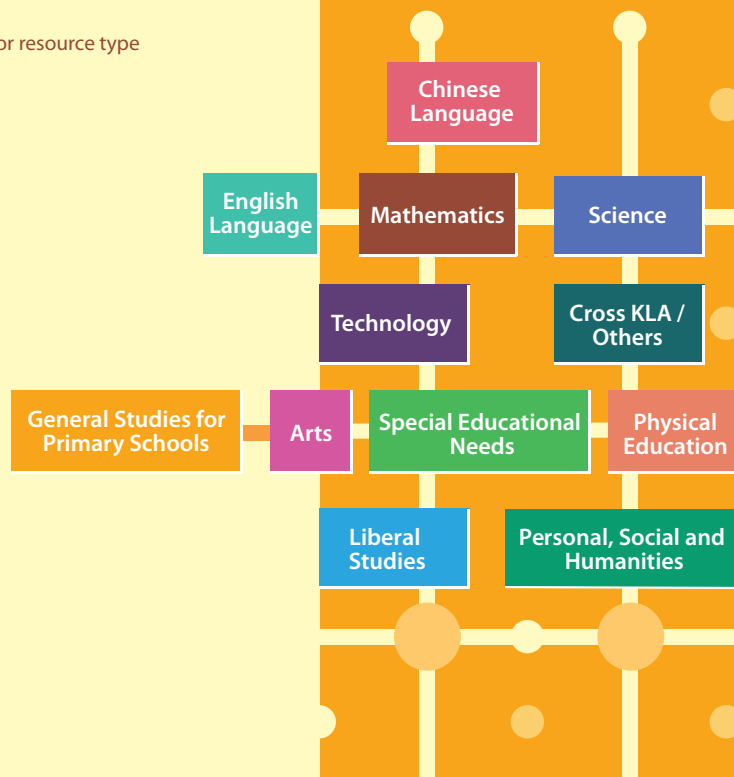 or resource type
Chinese
Language
English
Language
Mathematics
Science
Technology
Cross KLA /
Others
General Studies for
Primary Schools
Arts
Special Educational
Needs
Physical
Education
Liberal
Studies
Personal, Social and
Humanities